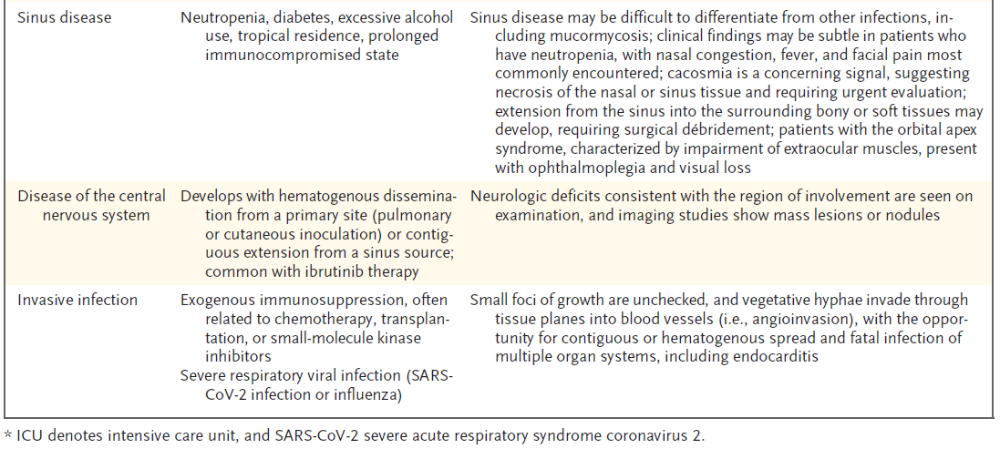 Sinus disease
Neutropenia, diabetes, excessive alcohol
use, tropical residence, prolonged
immunocompromised state
Sinus disease may be difficult to differentiate from other infections, in-
cluding mucormycosis; clinical findings may be subtle in patients who
have neutropenia, with nasal congestion, fever, and facial pain most
commonly encountered; cacosmia is a concerning signal, suggesting
necrosis of the nasal or sinus tissue and requiring urgent evaluation;
extension from the sinus into the surrounding bony or soft tissues may
develop, requiring surgical débridement; patients with the orbital apex
syndrome, characterized by impairment of extraocular muscles, present
with ophthalmoplegia and visual loss
Disease of the central
nervous system
Develops with hematogenous dissemina-
tion from a primary site (pulmonary
or cutaneous inoculation) or contig-
uous extension from a sinus source;
common with ibrutinib therapy
Neurologic deficits consistent with the region of involvement are seen on
examination, and imaging studies show mass lesions or nodules
Invasive infection
Exogenous immunosuppression, often
related to chemotherapy, transplan-
tation, or small-molecule kinase
inhibitors
Severe respiratory viral infection (SARS-
CoV-2 infection or influenza)
Small foci of growth are unchecked, and vegetative hyphae invade through
tissue planes into blood vessels (i.e., angioinvasion), with the oppor-
tunity for contiguous or hematogenous spread and fatal infection of
multiple organ systems, including endocarditis
* ICU denotes intensive care unit, and SARS-CoV-2 severe acute respiratory syndrome coronavirus 2.